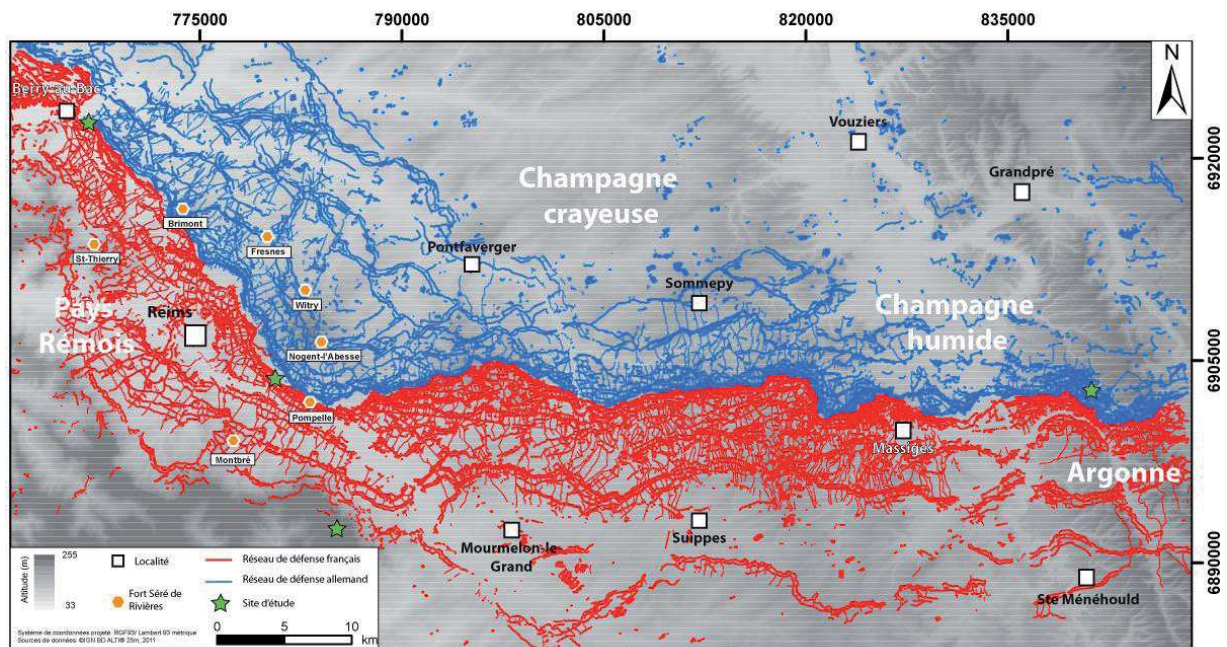 775000
790000
805000
820000
835000
N
Berry-au-Bac
Vouziers
6920000
Grandpré
Champagne
crayeuse
Brimont
Fresnes
St-Thierry
Pontfaverger
Witry
Sommepy
Pays
Rémois
Reims
Champagne
humide
Nogent-l'Abesse
6905000
Pompelle
Massiges
Montbré
Argonne
Mourmelon-le
Grand
Suippes
Ste Ménéhould
6890000
Altitude (m)
255
33
Localité
Réseau de défense français
Réseau de défense allemand
Fort Séré de
Rivières
Site d'étude
0
5
10
km
Système de coordonnées projeté: RGF93/ Lambert 93 métrique
Sources de données: ©IGN BD ALTI® 25m, 2011